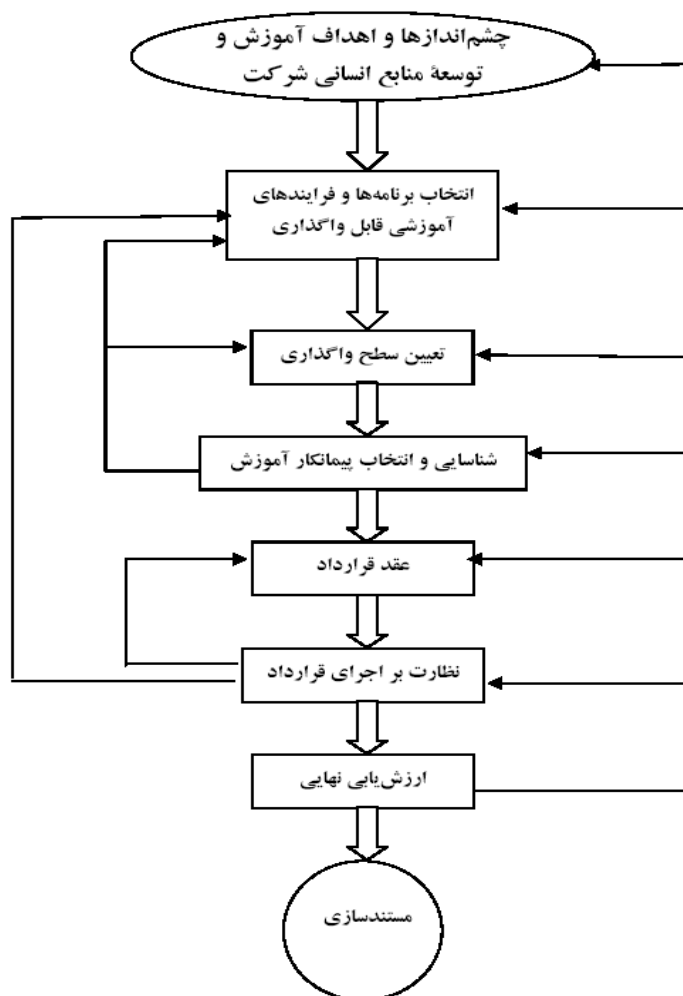 چشم‌اندازها و اهداف آموزش و
توسعۀ منابع انسانی شرکت
انتخاب برنامه‌ها و فرایندهای
آموزشی قابل واگذاری
تعیین سطح واگذاری
شناسایی و انتخاب پیمانکار آموزش
عقد قرارداد
نظارت بر اجرای قرارداد
ارزش‌یابی نهایی
مستندسازی